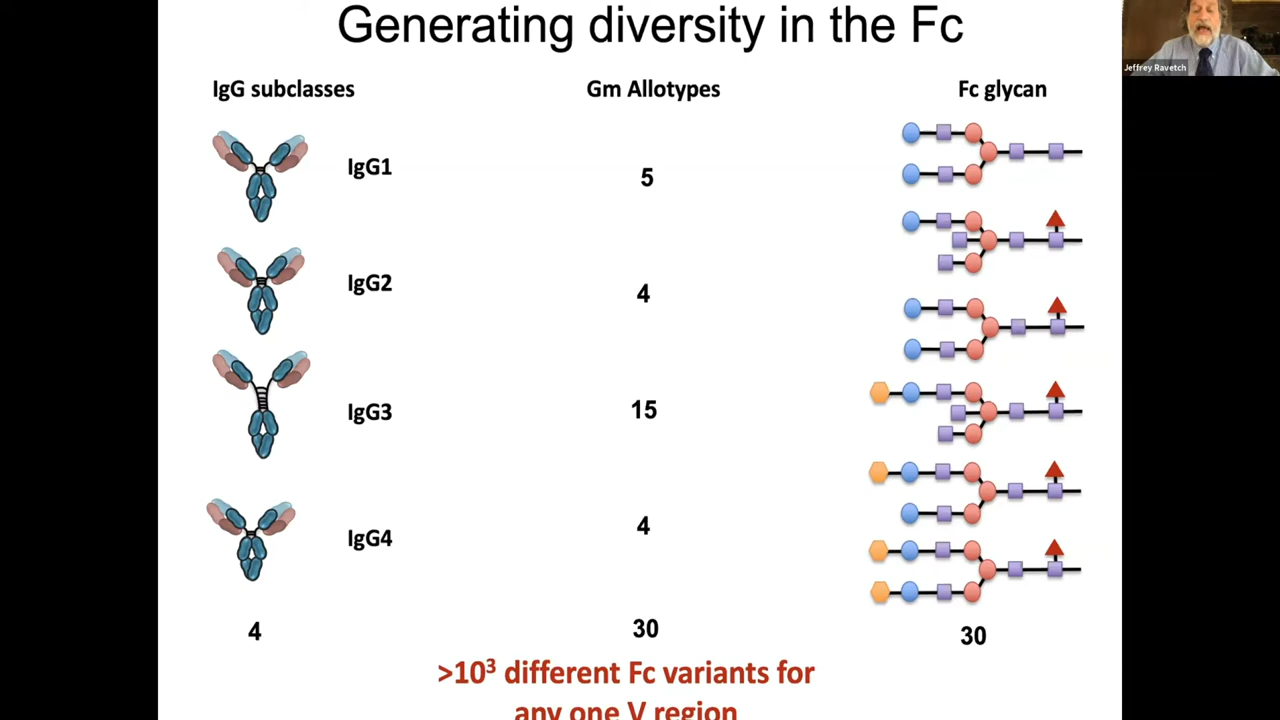 Generating diversity in the Fc
Jeffrey Ravetch
IgG subclasses
Gm Allotypes
Fc glycan
IgG1
5
IgG2
4
IgG3
15
IgG4
4
4
30
30
>10³ different Fc variants for
any one V region